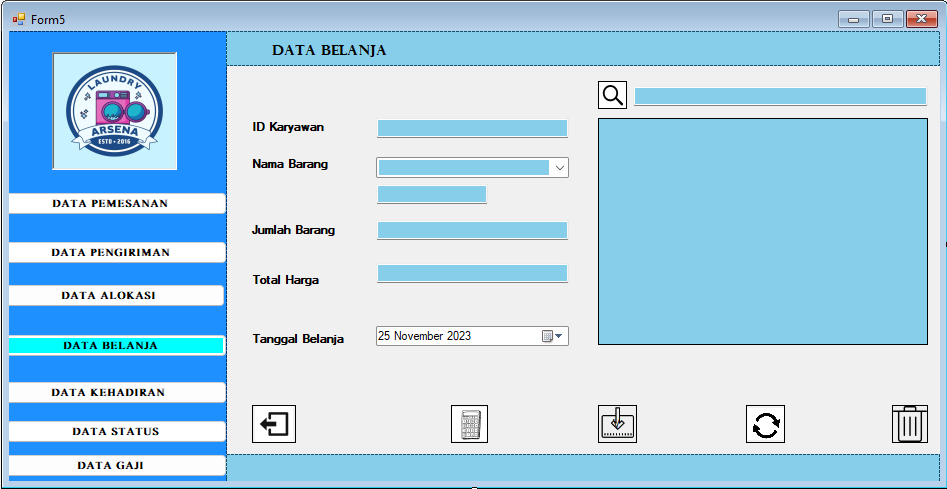 Form5
DATA BELANJA
LAUNDRY
ARSENA
ESTD • 2016
DATA PEMESANAN
DATA PENGIRIMAN
DATA ALOKASI
DATA BELANJA
DATA KEHADIRAN
DATA STATUS
DATA GAJI
ID Karyawan
Nama Barang
Jumlah Barang
Total Harga
Tanggal Belanja
25 November 2023